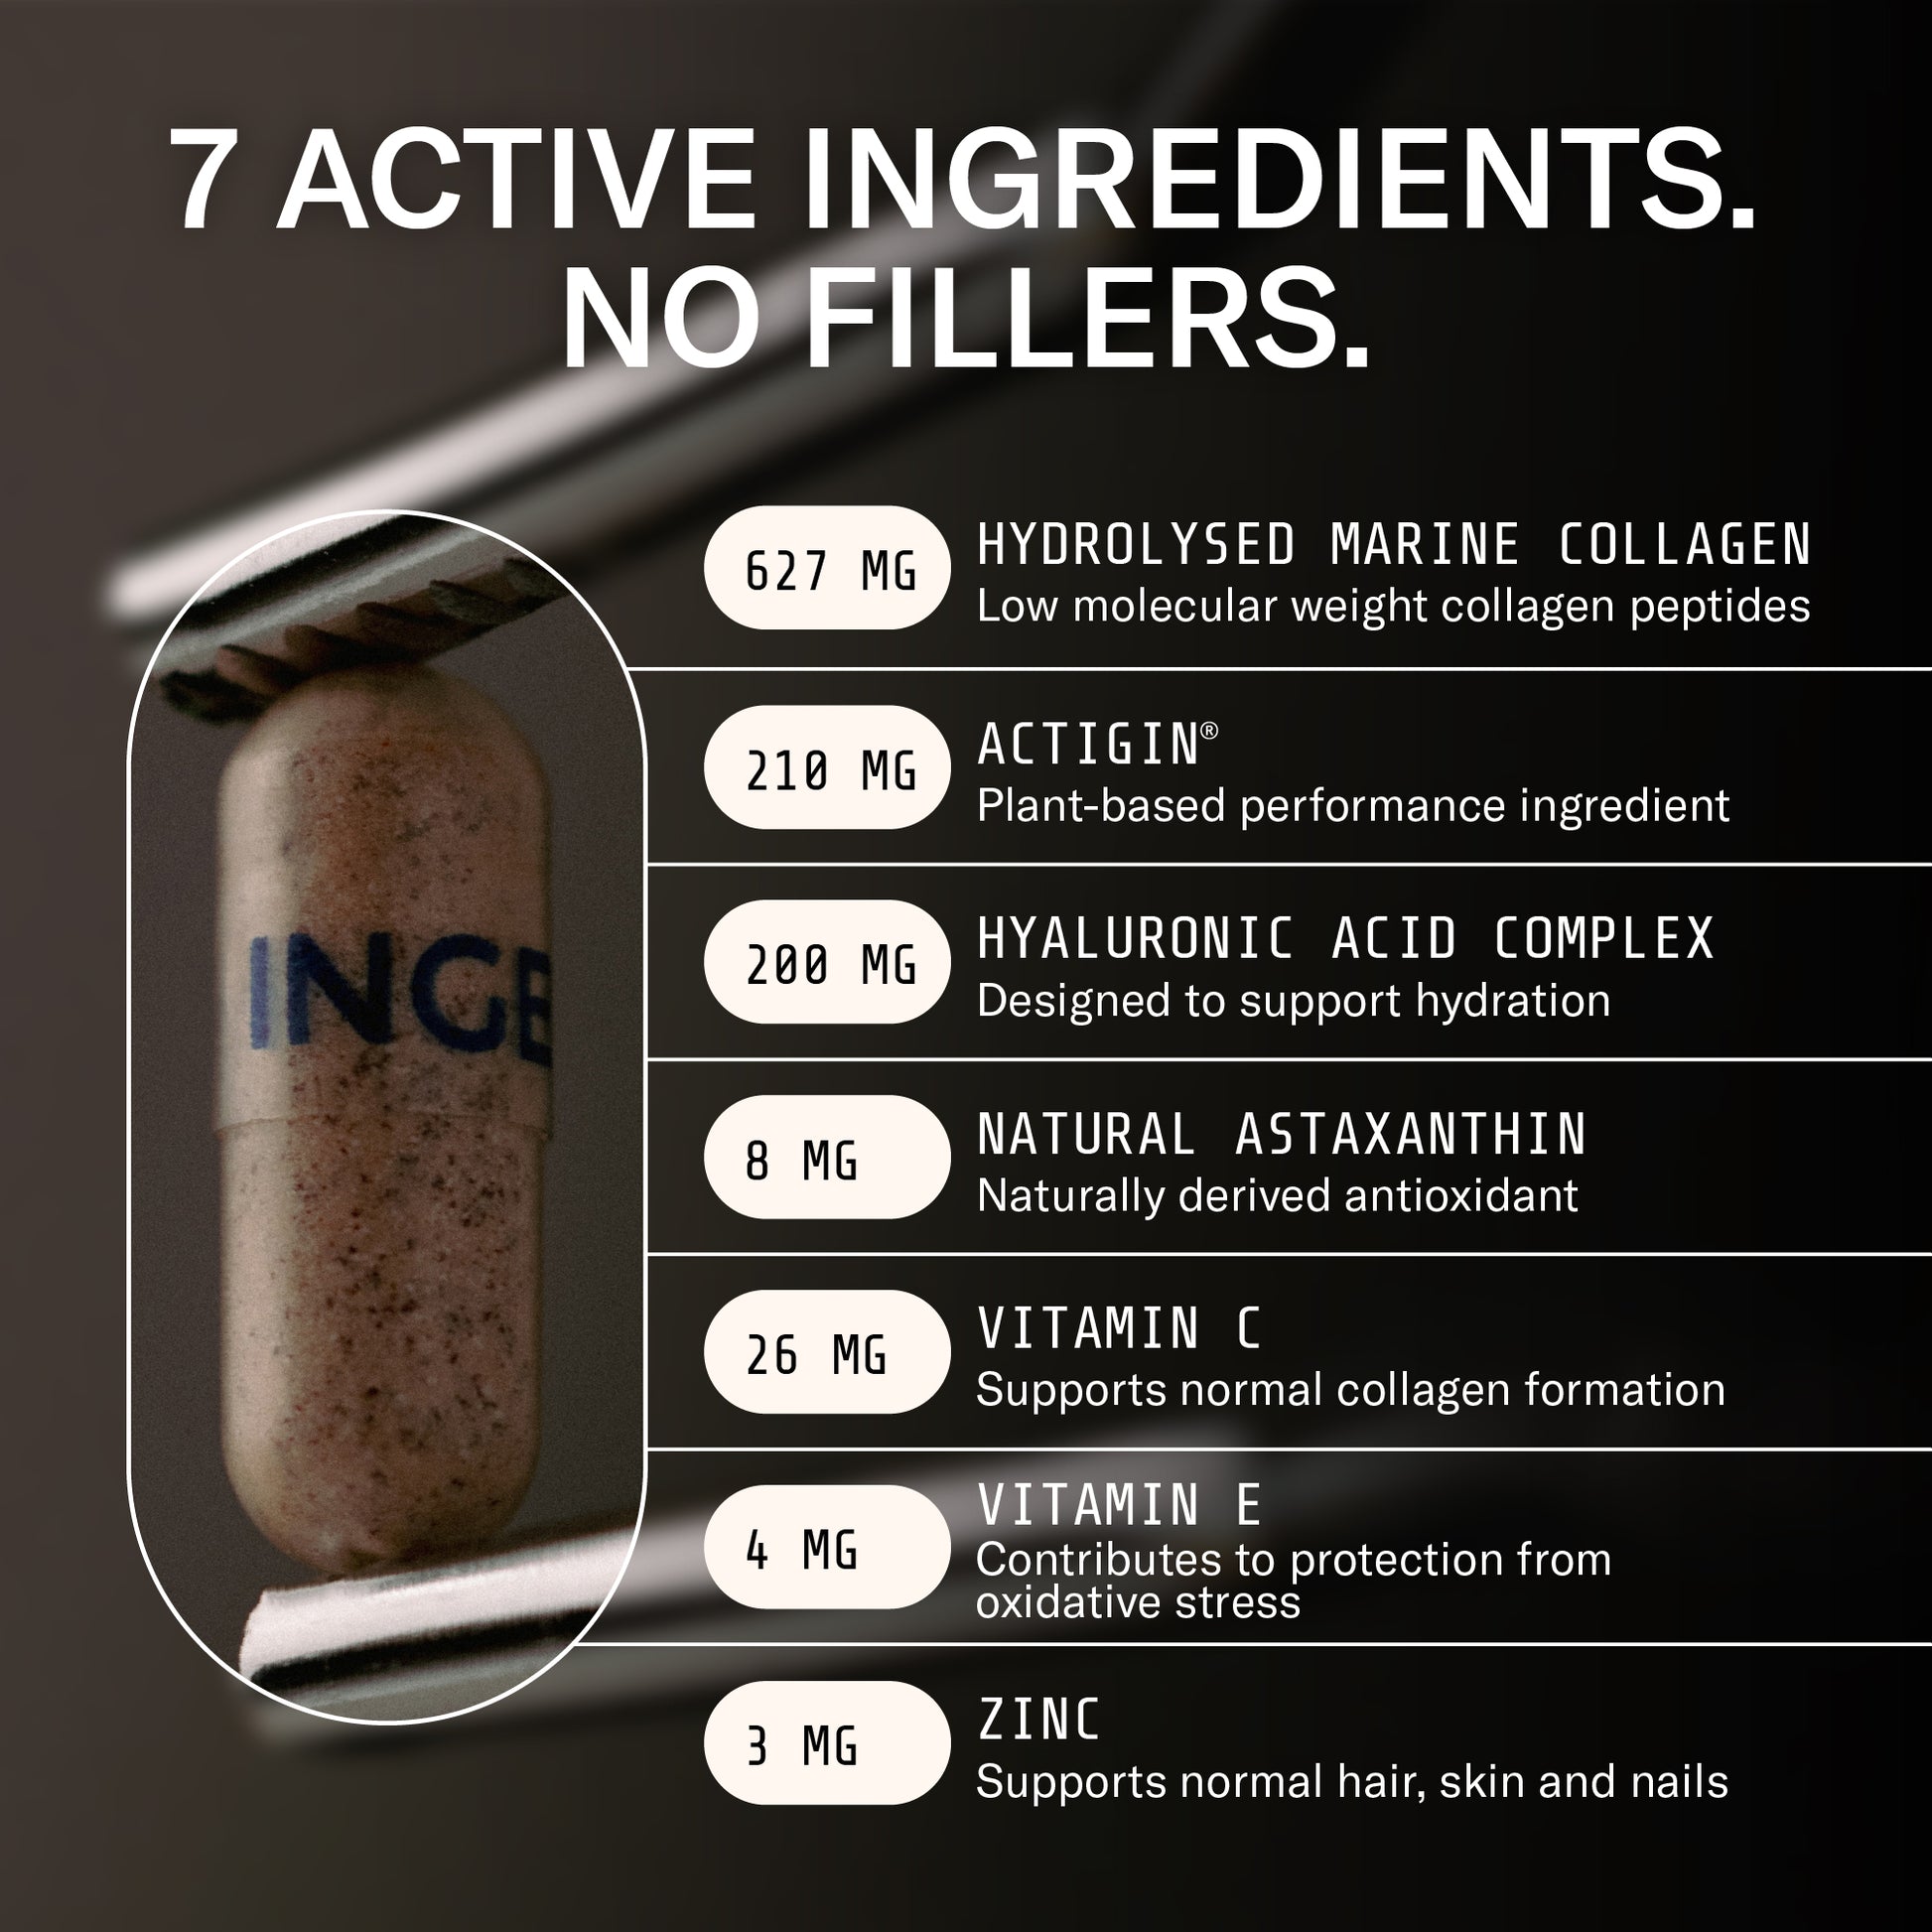 7 ACTIVE INGREDIENTS.
NO FILLERS.
627 MG
HYDROLYSED MARINE COLLAGEN
Low molecular weight collagen peptides
210 MG
ACTIGIN®
Plant-based performance ingredient
200 MG
HYALURONIC ACID COMPLEX
Designed to support hydration
8 MG
NATURAL ASTAXANTHIN
Naturally derived antioxidant
26 MG
VITAMIN C
Supports normal collagen formation
4 MG
VITAMIN E
Contributes to protection from
oxidative stress
3 MG
ZINC
Supports normal hair, skin and nails